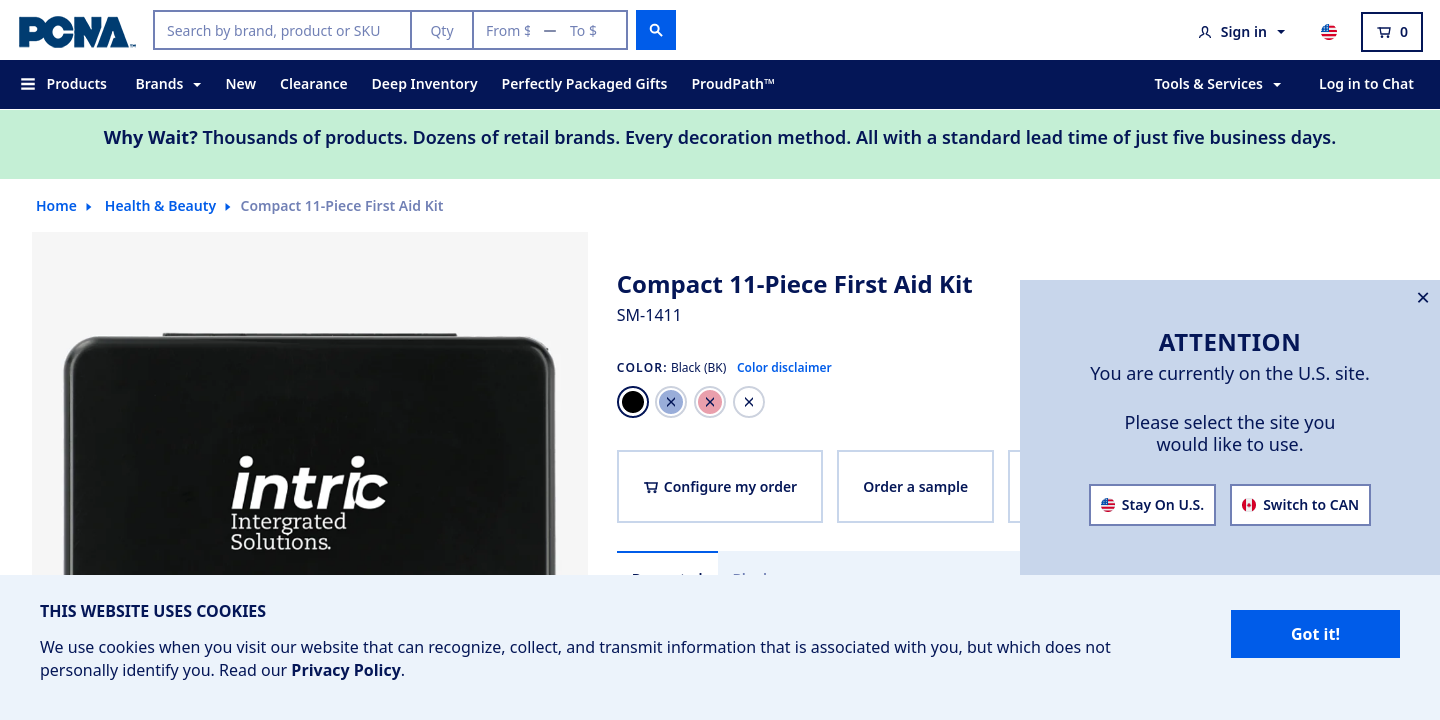 PCNA™
Search by brand, product or SKU
Qty
From $ — To $
Sign in
0
Products
Brands
New
Clearance
Deep Inventory
Perfectly Packaged Gifts
ProudPath™
Tools & Services
Log in to Chat
Why Wait? Thousands of products. Dozens of retail brands. Every decoration method. All with a standard lead time of just five business days.
Home
Health & Beauty
Compact 11-Piece First Aid Kit
intric
Intergrated
Solutions.
Compact 11-Piece First Aid Kit
SM-1411
COLOR: Black (BK) Color disclaimer
Configure my order
Order a sample
ATTENTION
You are currently on the U.S. site.
Please select the site you
would like to use.
Stay On U.S.
Switch to CAN
THIS WEBSITE USES COOKIES
We use cookies when you visit our website that can recognize, collect, and transmit information that is associated with you, but which does not
personally identify you. Read our Privacy Policy.
Got it!